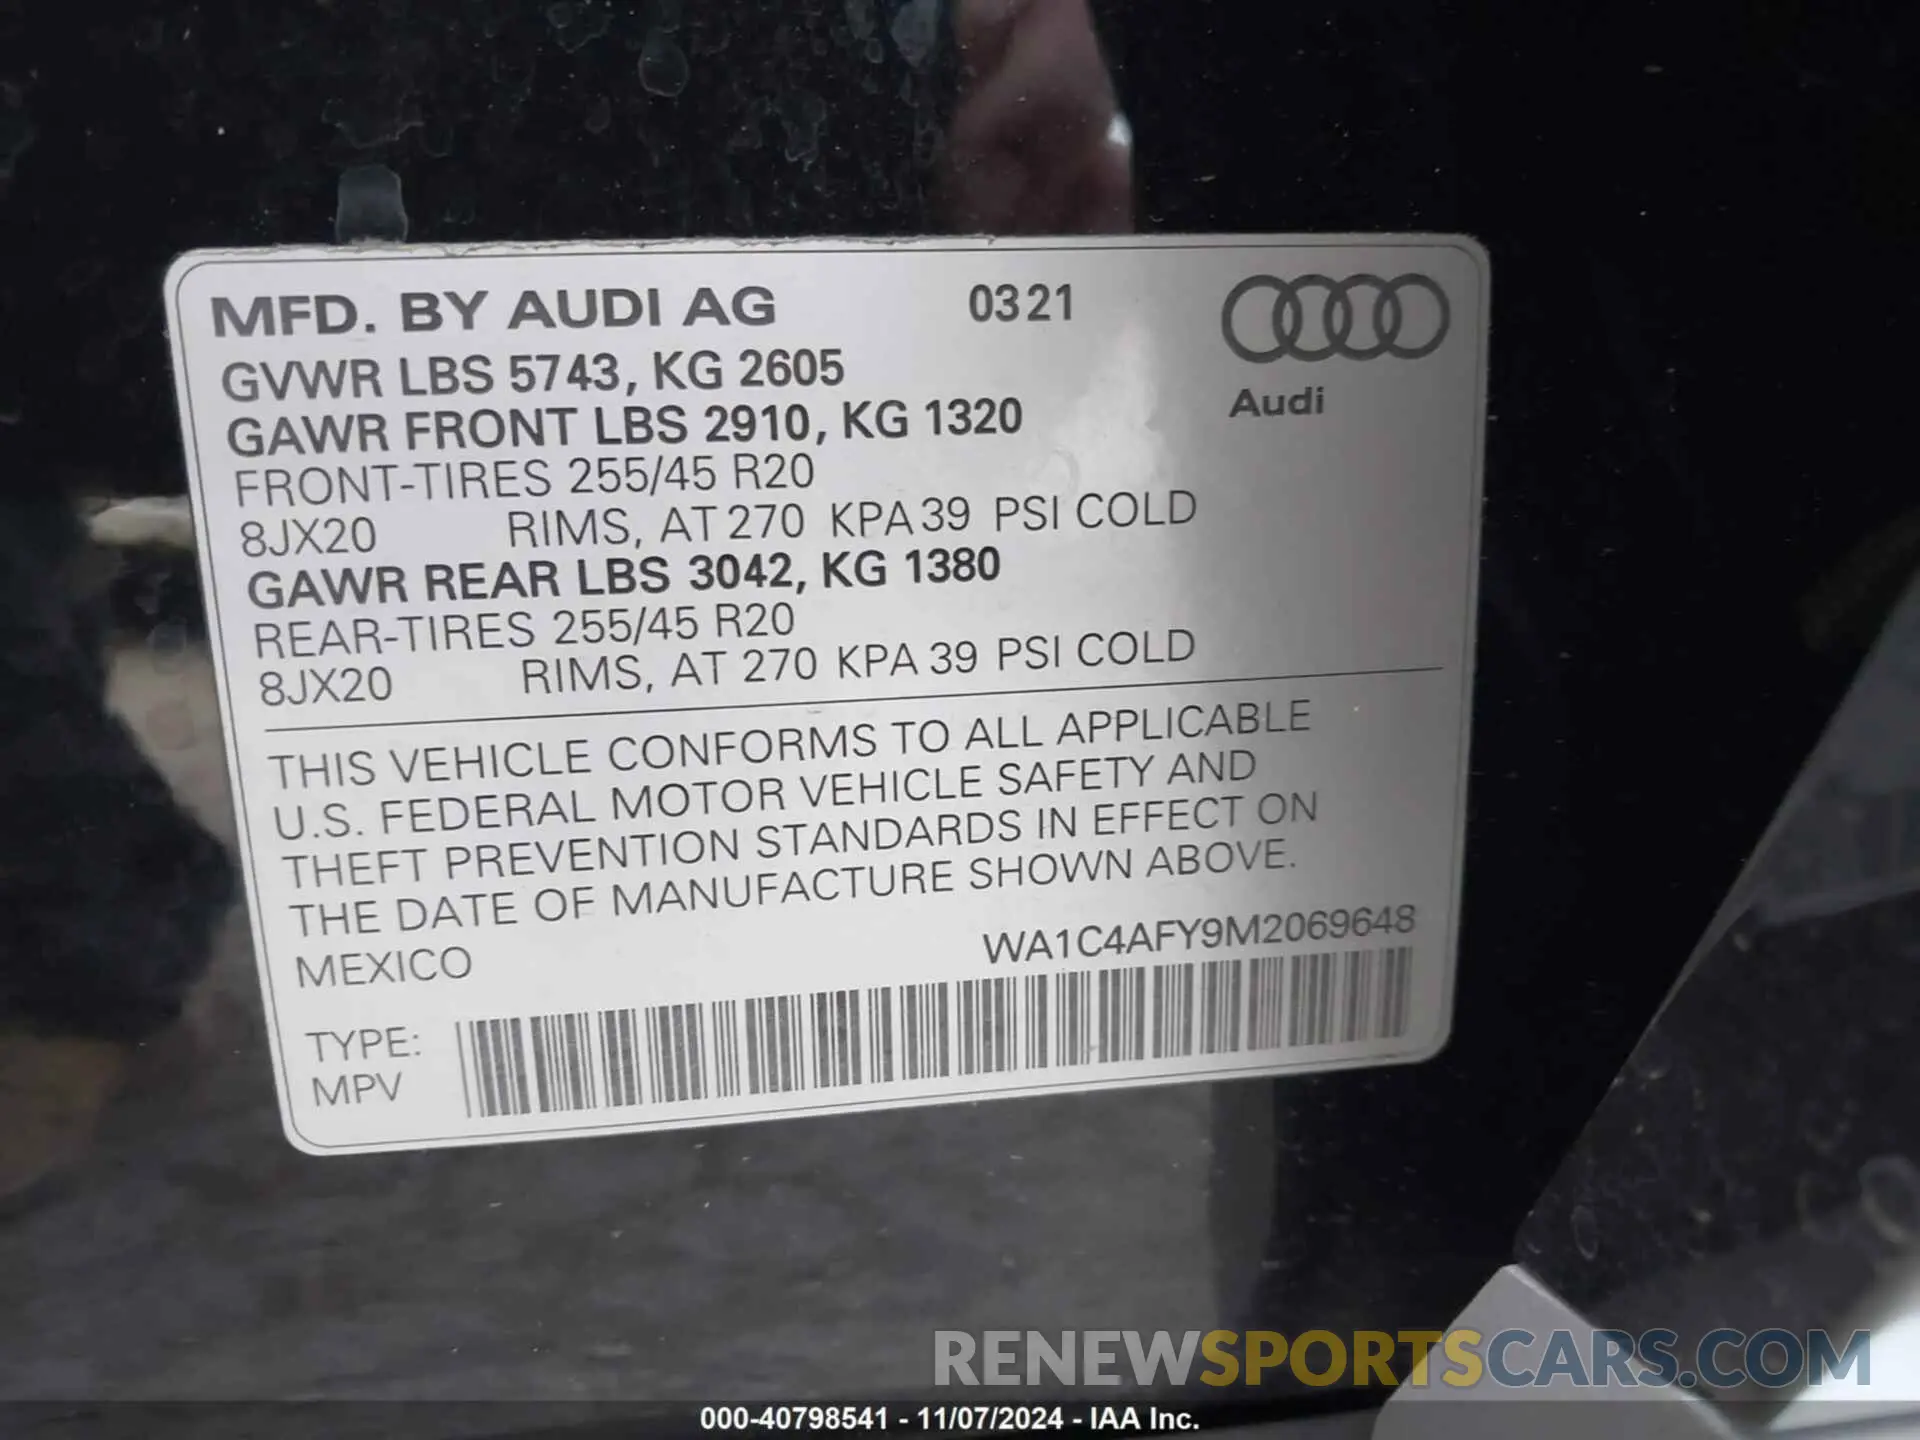 MFD. BY AUDI AG 0321
GVWR LBS 5743, KG 2605
Audi
GAWR FRONT LBS 2910, KG 1320
FRONT-TIRES 255/45 R20
8JX20 RIMS, AT 270 KPA 39 PSI COLD
GAWR REAR LBS 3042, KG 1380
REAR-TIRES 255/45 R20
8JX20 RIMS, AT 270 KPA 39 PSI COLD
THIS VEHICLE CONFORMS TO ALL APPLICABLE
U.S. FEDERAL MOTOR VEHICLE SAFETY AND
THEFT PREVENTION STANDARDS IN EFFECT ON
THE DATE OF MANUFACTURE SHOWN ABOVE.
MEXICO WA1C4AFY9M2069648
TYPE:
MPV
RENEWSPORTSCARS.COM
000-40798541 - 11/07/2024 - IAA Inc.